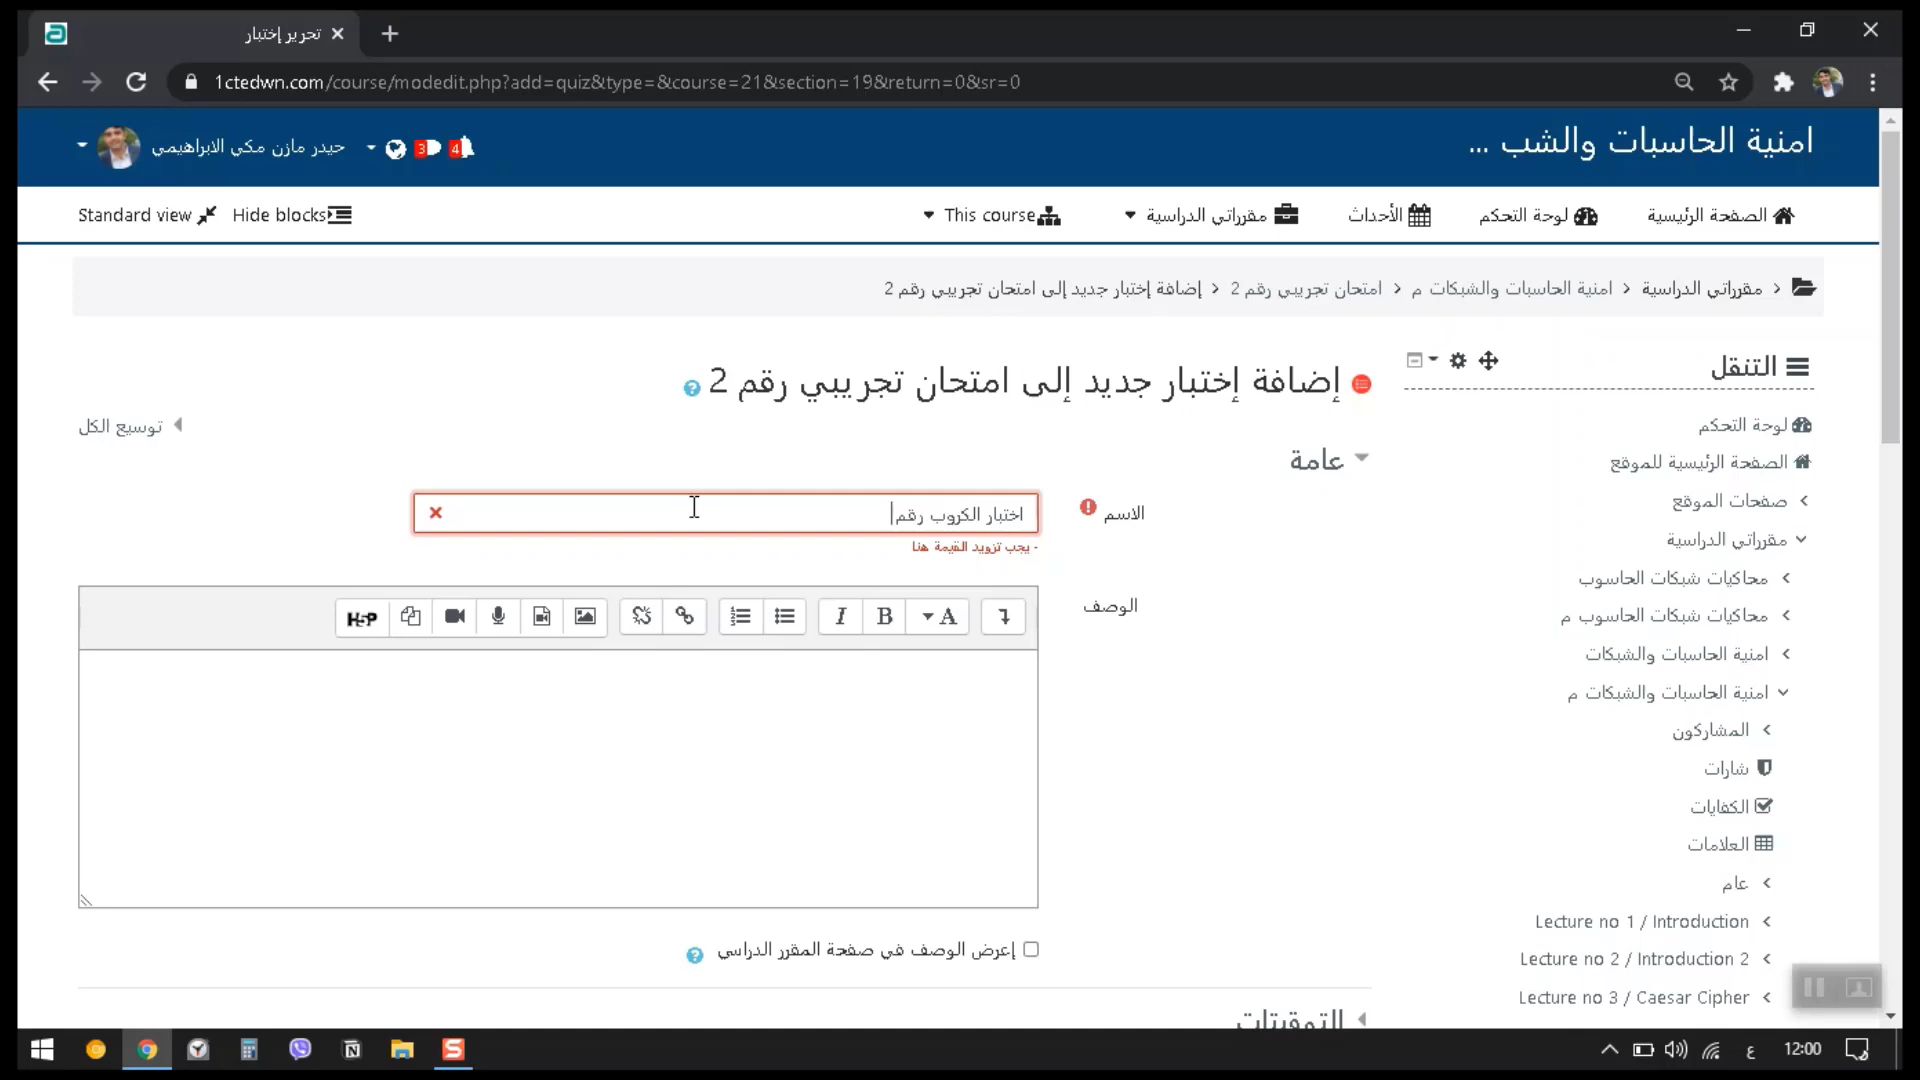 تحرير إختبار
1ctedwn.com/course/modedit.php?add=quiz&type=&course=21&section=19&return=0&sr=0
امنية الحاسبات والشب ...
4
3
حيدر مازن مكي الابراهيمي
الصفحة الرئيسية
لوحة التحكم
الأحداث
مقرراتي الدراسية
This course
Hide blocks
Standard view
مقرراتي الدراسية › امنية الحاسبات والشبكات م › امتحان تجريبي رقم 2 › إضافة إختبار جديد إلى امتحان تجريبي رقم 2
إضافة إختبار جديد إلى امتحان تجريبي رقم 2
توسيع الكل
عامة
الاسم
اختبار الكروب رقم
- يجب تزويد القيمة هنا
الوصف
A
B
I
H5P
إعرض الوصف في صفحة المقرر الدراسي
التوقيتات
التنقل
لوحة التحكم
الصفحة الرئيسية للموقع
صفحات الموقع
مقرراتي الدراسية
محاكيات شبكات الحاسوب
محاكيات شبكات الحاسوب م
امنية الحاسبات والشبكات
امنية الحاسبات والشبكات م
المشاركون
شارات
الكفايات
العلامات
عام
Lecture no 1 / Introduction
Lecture no 2 / Introduction 2
Lecture no 3 / Caesar Cipher
ع
12:00